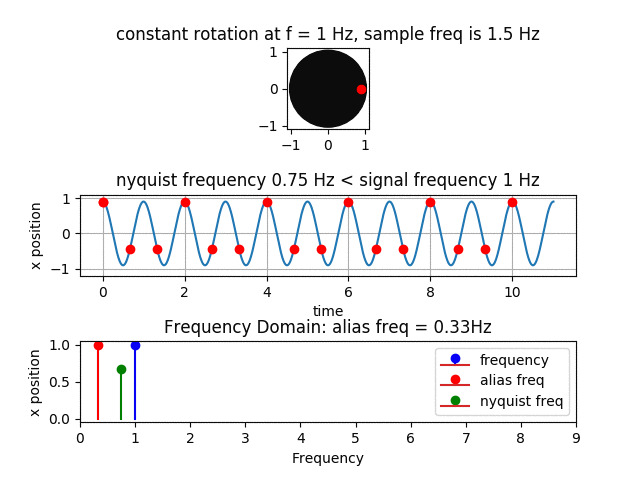 constant rotation at f = 1 Hz, sample freq is 1.5 Hz
1
0
−1
−1 0 1
nyquist frequency 0.75 Hz < signal frequency 1 Hz
x position
1
0
−1
0 2 4 6 8 10
time
Frequency Domain: alias freq = 0.33Hz
x position
1.0
0.5
0.0
frequency
alias freq
nyquist freq
0 1 2 3 4 5 6 7 8 9
Frequency